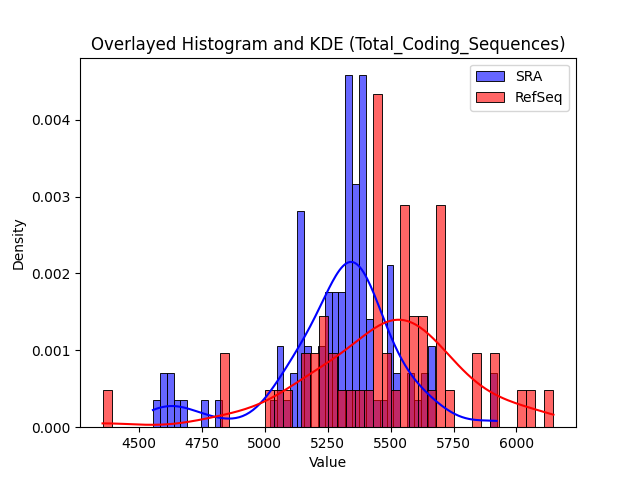 Overlayed Histogram and KDE (Total_Coding_Sequences)
SRA
RefSeq
Density
0.004
0.003
0.002
0.001
0.000
4500 4750 5000 5250 5500 5750 6000
Value